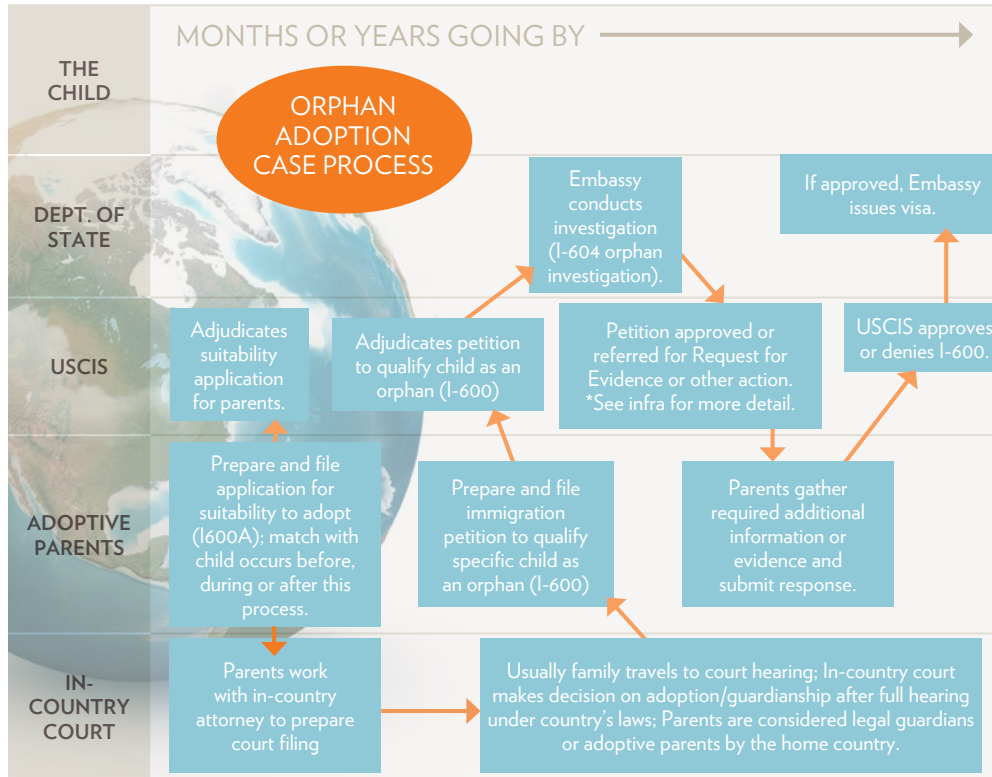 MONTHS OR YEARS GOING BY
THE
CHILD
ORPHAN
ADOPTION
CASE PROCESS
DEPT. OF
STATE
Embassy
conducts
investigation
(I-604 orphan
investigation).
If approved, Embassy
issues visa.
USCIS
Adjudicates
suitability
application
for parents.
Adjudicates petition
to qualify child as an
orphan (I-600)
Petition approved or
referred for Request for
Evidence or other action.
*See infra for more detail.
USCIS approves
or denies I-600.
ADOPTIVE
PARENTS
Prepare and file
application for
suitability to adopt
(I600A); match with
child occurs before,
during or after this
process.
Prepare and file
immigration
petition to qualify
specific child as
an orphan (I-600)
Parents gather
required additional
information or
evidence and
submit response.
IN-
COUNTRY
COURT
Parents work
with in-country
attorney to prepare
court filing
Usually family travels to court hearing; In-country court
makes decision on adoption/guardianship after full hearing
under country's laws; Parents are considered legal guardians
or adoptive parents by the home country.